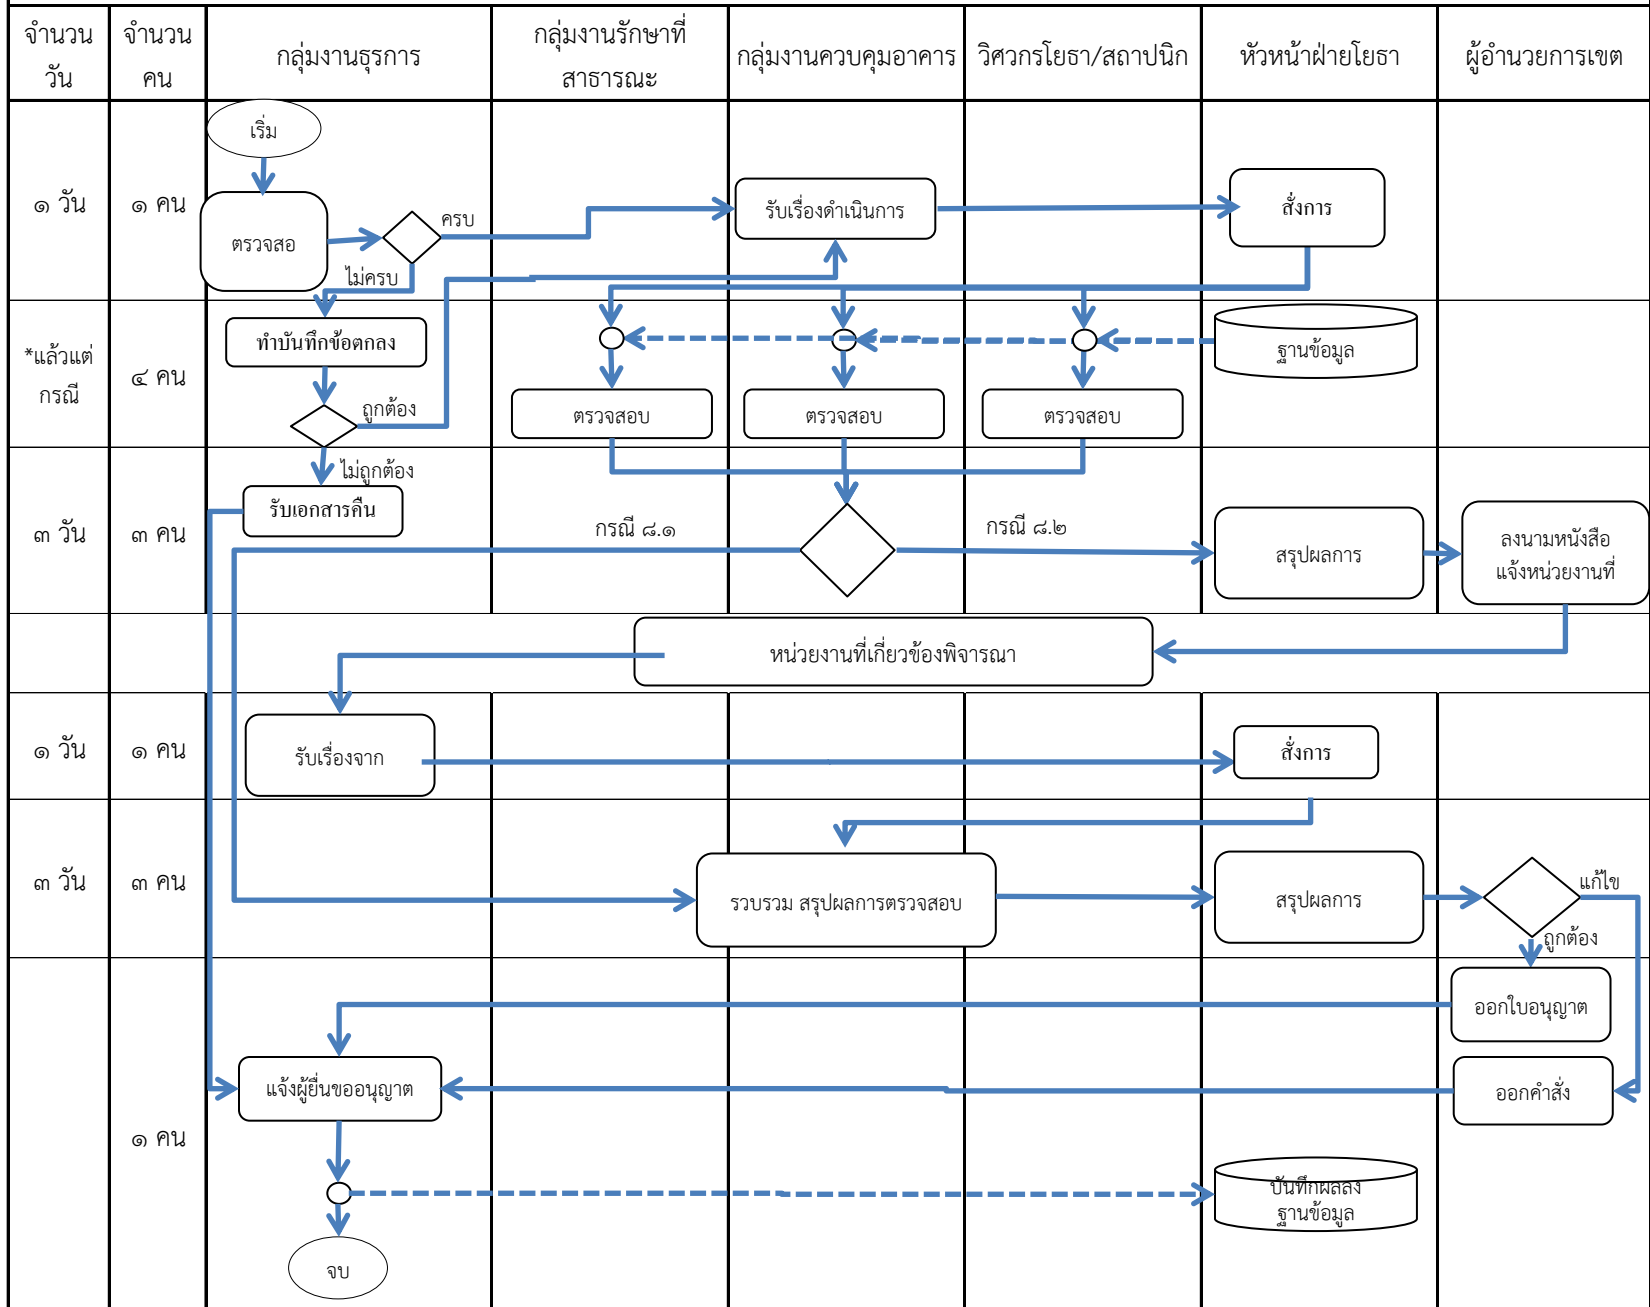 จำนวน
วัน
จำนวน
คน
กลุ่มงานธุรการ
กลุ่มงานรักษาที่
สาธารณะ
กลุ่มงานควบคุมอาคาร
วิศวกรโยธา/สถาปนิก
หัวหน้าฝ่ายโยธา
ผู้อำนวยการเขต
เริ่ม
๑ วัน
๑ คน
ตรวจสอ
ครบ
ไม่ครบ
รับเรื่องดำเนินการ
สั่งการ
*แล้วแต่
กรณี
๔ คน
ทำบันทึกข้อตกลง
ถูกต้อง
ฐานข้อมูล
ตรวจสอบ
ตรวจสอบ
ตรวจสอบ
ไม่ถูกต้อง
รับเอกสารคืน
๓ วัน
๓ คน
กรณี ๘.๑
กรณี ๘.๒
สรุปผลการ
ลงนามหนังสือ
แจ้งหน่วยงานที่
หน่วยงานที่เกี่ยวข้องพิจารณา
๑ วัน
๑ คน
รับเรื่องจาก
สั่งการ
๓ วัน
๓ คน
รวบรวม สรุปผลการตรวจสอบ
สรุปผลการ
แก้ไข
ถูกต้อง
ออกใบอนุญาต
แจ้งผู้ยื่นขออนุญาต
ออกคำสั่ง
๑ คน
บันทึกผลลง
ฐานข้อมูล
จบ